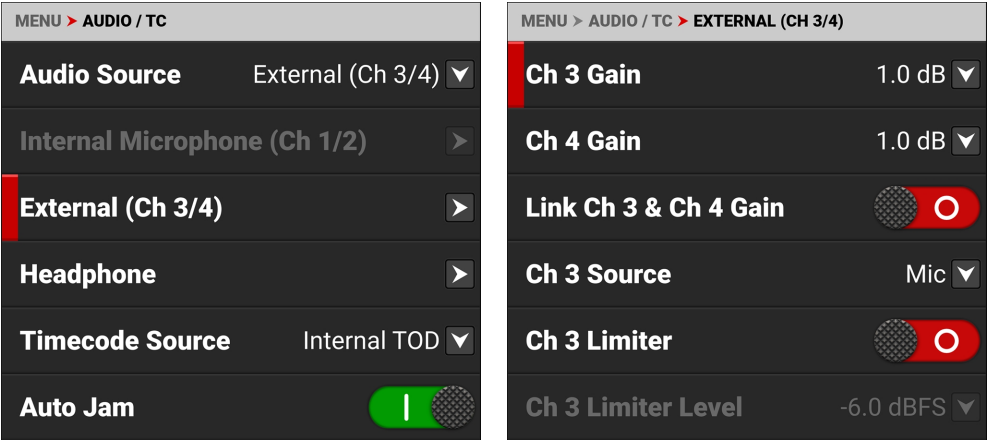 MENU > AUDIO / TC
Audio Source External (Ch 3/4)
Internal Microphone (Ch 1/2)
External (Ch 3/4)
Headphone
Timecode Source Internal TOD
Auto Jam
MENU > AUDIO / TC > EXTERNAL (CH 3/4)
Ch 3 Gain 1.0 dB
Ch 4 Gain 1.0 dB
Link Ch 3 & Ch 4 Gain
Ch 3 Source Mic
Ch 3 Limiter
Ch 3 Limiter Level -6.0 dBFS